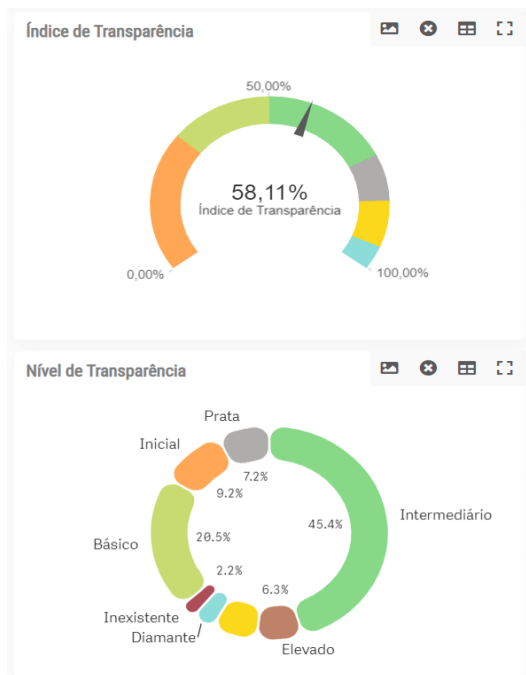 Índice de Transparência
50,00%
58,11%
Índice de Transparência
0,00%
100,00%
Nível de Transparência
Prata
Inicial
7.2%
9.2%
Intermediário
45.4%
Básico
20.5%
2.2%
6.3%
Inexistente
Diamante
Elevado